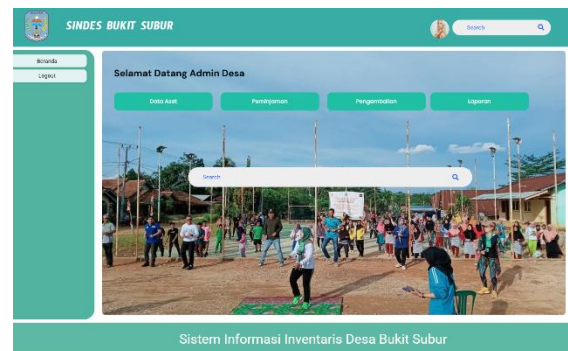 SINDES BUKIT SUBUR
Search
Beranda
Logout
Selamat Datang Admin Desa
Data Aset
Peminjaman
Pengembalian
Laporan
Search
Sistem Informasi Inventaris Desa Bukit Subur